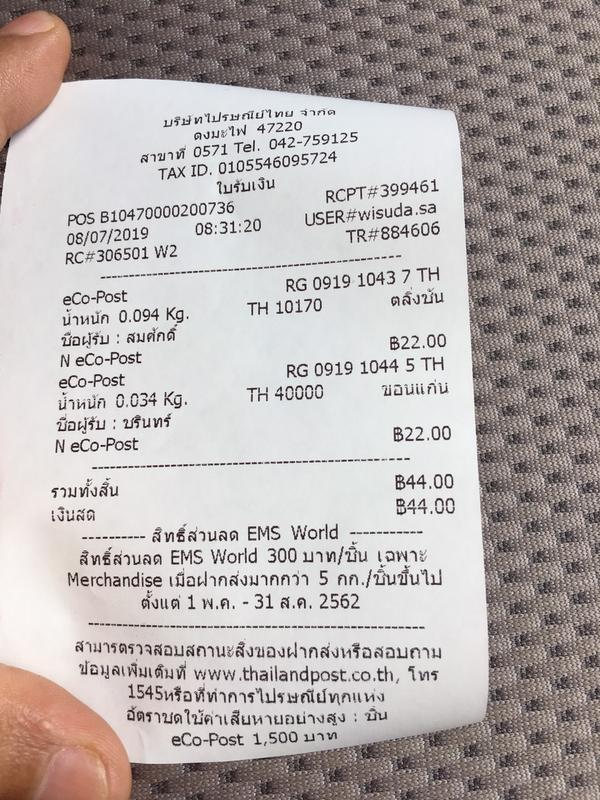 บริษัทไปรษณีย์ไทย จำกัด
ดงมะไฟ 47220
สาขาที่ 0571 Tel. 042-759125
TAX ID. 0105546095724
ใบรับเงิน
POS B10470000200736 RCPT#399461
08/07/2019 08:31:20 USER#wisuda.sa
RC#306501 W2 TR#884606
eCo-Post RG 0919 1043 7 TH
น้ำหนัก 0.094 Kg. TH 10170 ตลิ่งชัน
ชื่อผู้รับ : สมศักดิ์
N eCo-Post ฿22.00
eCo-Post RG 0919 1044 5 TH
น้ำหนัก 0.034 Kg. TH 40000 ขอนแก่น
ชื่อผู้รับ : ชรินทร์
N eCo-Post ฿22.00
รวมทั้งสิ้น ฿44.00
เงินสด ฿44.00
---------- สิทธิ์ส่วนลด EMS World -----------
สิทธิ์ส่วนลด EMS World 300 บาท/ชิ้น เฉพาะ
Merchandise เมื่อฝากส่งมากกว่า 5 กก./ชิ้นขึ้นไป
ตั้งแต่ 1 พ.ค. - 31 ส.ค. 2562
สามารถตรวจสอบสถานะสิ่งของฝากส่งหรือสอบถาม
ข้อมูลเพิ่มเติมที่ www.thailandpost.co.th, โทร
1545หรือที่ทำการไปรษณีย์ทุกแห่ง
อัตราชดใช้ค่าเสียหายอย่างสูง : ชิ้น
eCo-Post 1,500 บาท